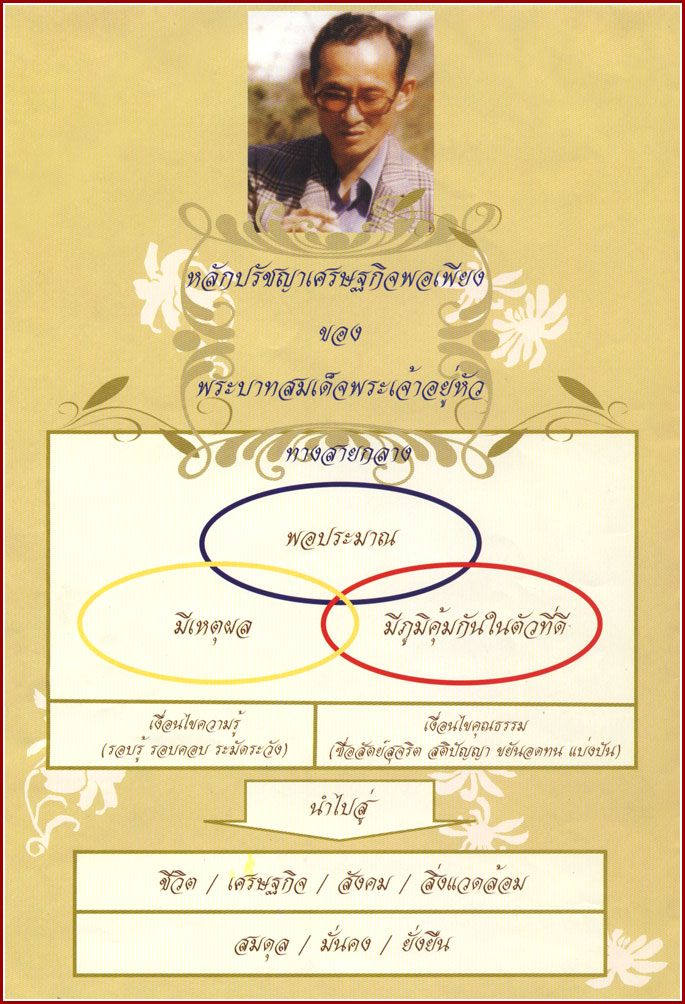 หลักปรัชญาเศรษฐกิจพอเพียง
ของ
พระบาทสมเด็จพระเจ้าอยู่หัว
ทางสายกลาง
พอประมาณ
มีเหตุผล
มีภูมิคุ้มกันในตัวที่ดี
เงื่อนไขความรู้
(รอบรู้ รอบคอบ ระมัดระวัง)
เงื่อนไขคุณธรรม
(ซื่อสัตย์สุจริต สติปัญญา ขยันอดทน แบ่งปัน)
นำไปสู่
ชีวิต / เศรษฐกิจ / สังคม / สิ่งแวดล้อม
สมดุล / มั่นคง / ยั่งยืน